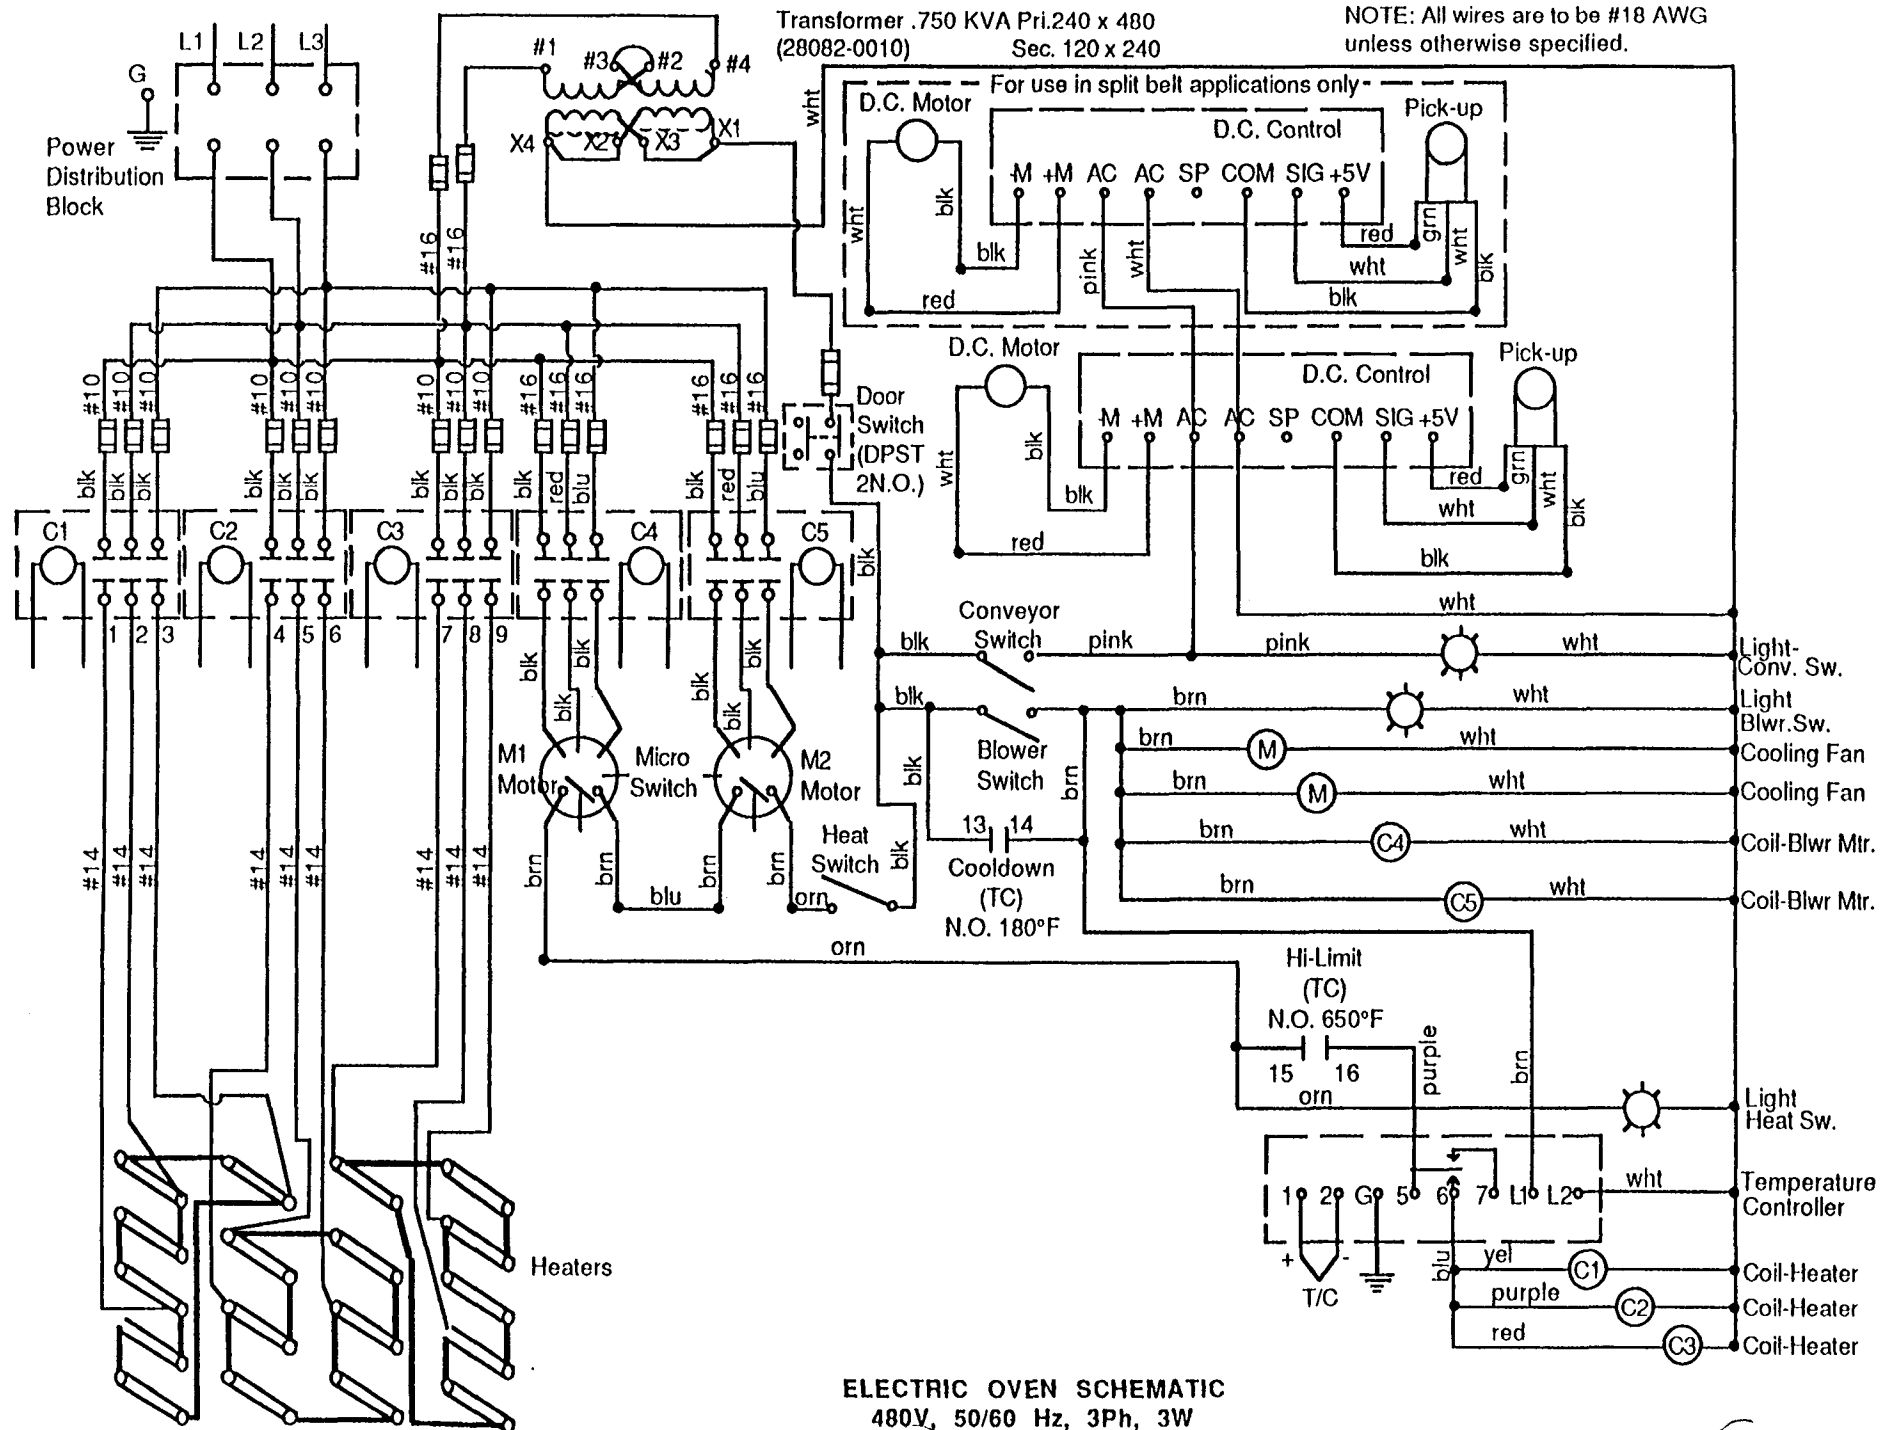 Transformer .750 KVA Pri.240 x 480
(28082-0010) Sec. 120 x 240
NOTE: All wires are to be #18 AWG
unless otherwise specified.
L1 L2 L3
G
#1 #3 #2 #4
X4 X2 X3 X1
Power
Distribution
Block
#16 #16
wht
For use in split belt applications only
D.C. Motor
D.C. Control
Pick-up
-M +M AC AC SP COM SIG +5V
wht blk blk red
pink wht
red grn wht blk
wht
blk
D.C. Motor
D.C. Control
Pick-up
-M +M AC AC SP COM SIG +5V
wht blk blk red
red grn wht blk
wht
blk
#10 #10 #10 #10 #10 #10 #10 #10 #10 #16 #16 #16 #16 #16 #16
Door
Switch
(DPST
2N.O.)
blk blk blk blk blk blk blk blk blk blk red blu blk red blu
C1 C2 C3 C4 C5
blk
1 2 3 4 5 6 7 8 9
blk blk blk blk blk blk
wht
Conveyor
Switch
blk pink pink wht
Light-
Conv. Sw.
blk brn wht
Light
Blwr.Sw.
Blower
Switch
blk brn
brn M wht Cooling Fan
brn M wht Cooling Fan
brn C4 wht Coil-Blwr Mtr.
brn C5 wht Coil-Blwr Mtr.
M1
Motor
Micro
Switch
M2
Motor
Heat
Switch
blk
13 14
Cooldown
(TC)
N.O. 180°F
#14 #14 #14 #14 #14 #14 #14 #14 #14
brn brn blu brn brn orn
orn
Hi-Limit
(TC)
N.O. 650°F
15 16
purple
brn
orn
Light
Heat Sw.
1 2 G 5 6 7 L1 L2
wht
Temperature
Controller
+ -
T/C
blu
yel C1 Coil-Heater
purple C2 Coil-Heater
red C3 Coil-Heater
Heaters
ELECTRIC OVEN SCHEMATIC
480V, 50/60 Hz, 3Ph, 3W